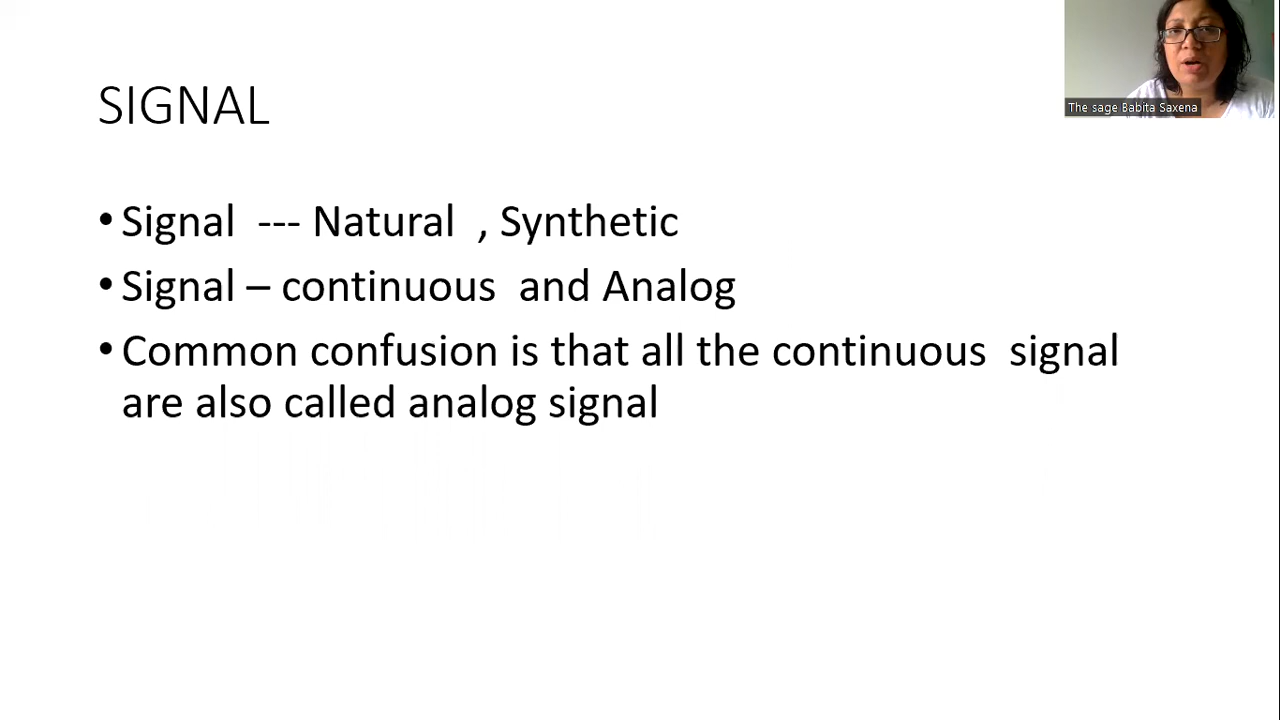 The sage Babita Saxena
SIGNAL
•Signal --- Natural , Synthetic
•Signal – continuous and Analog
•Common confusion is that all the continuous signal
are also called analog signal